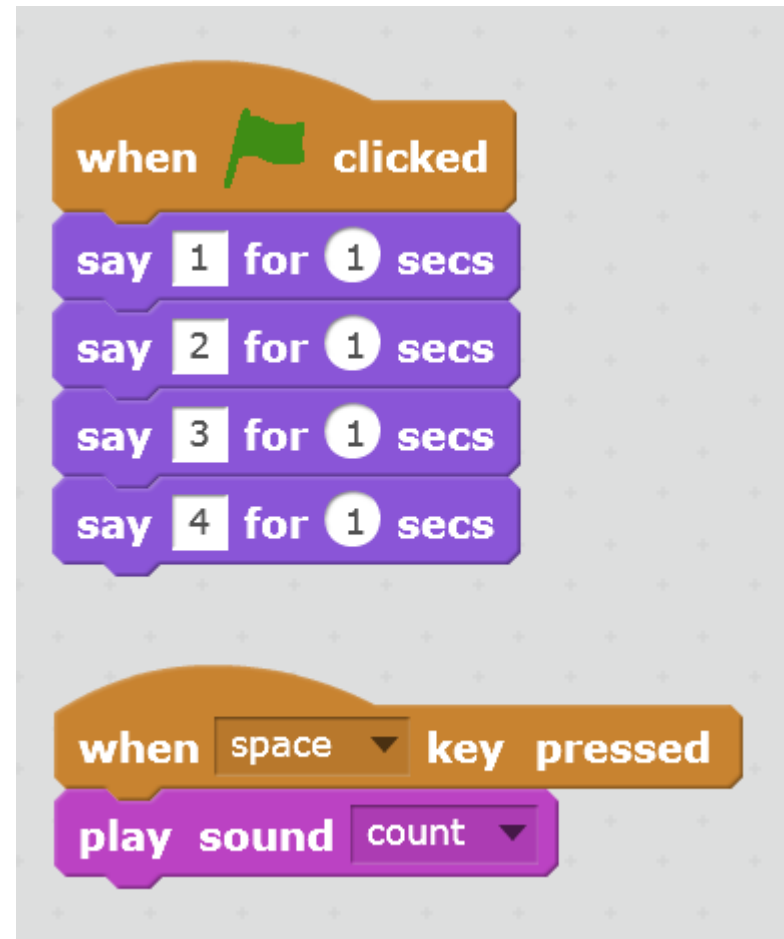 when clicked
say 1 for 1 secs
say 2 for 1 secs
say 3 for 1 secs
say 4 for 1 secs
when space key pressed
play sound count